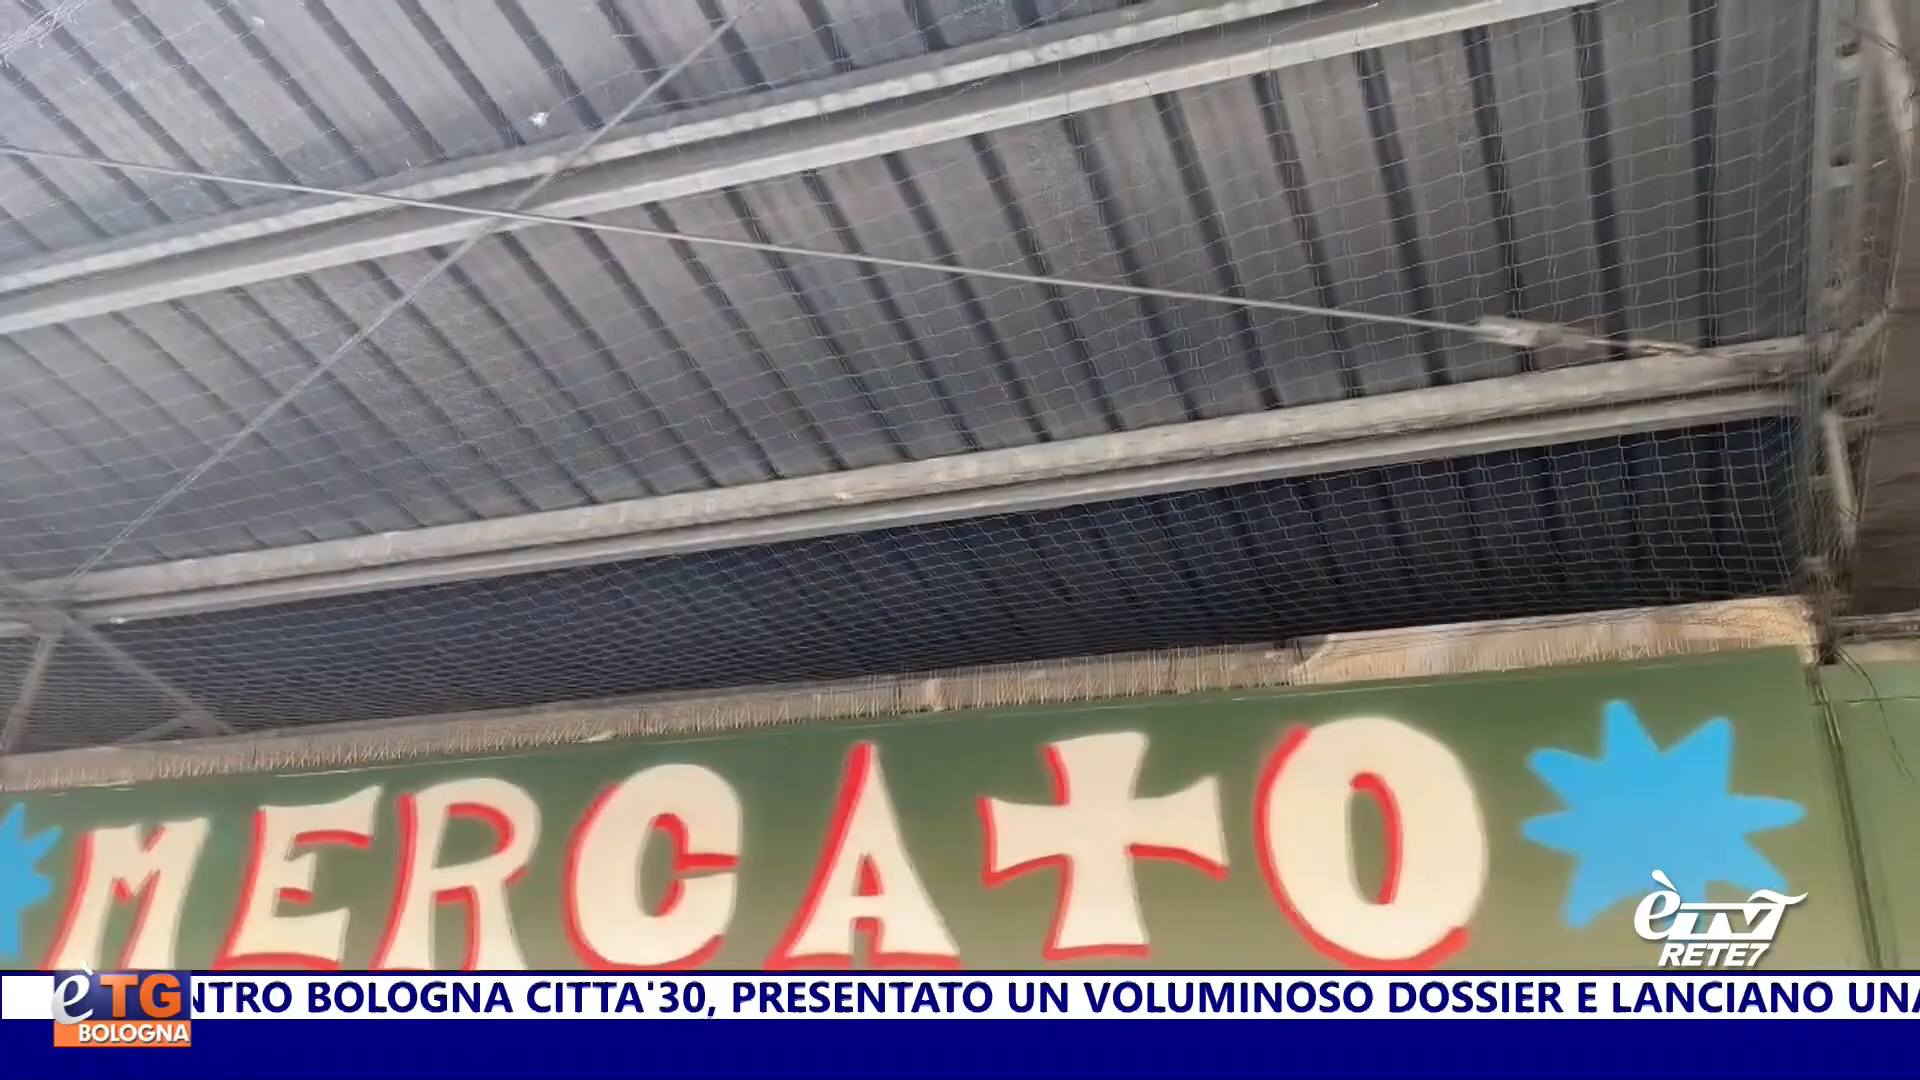 MERCATO
èTV
RETE7
NTRO BOLOGNA CITTA'30, PRESENTATO UN VOLUMINOSO DOSSIER E LANCIANO UNA
èTG
BOLOGNA